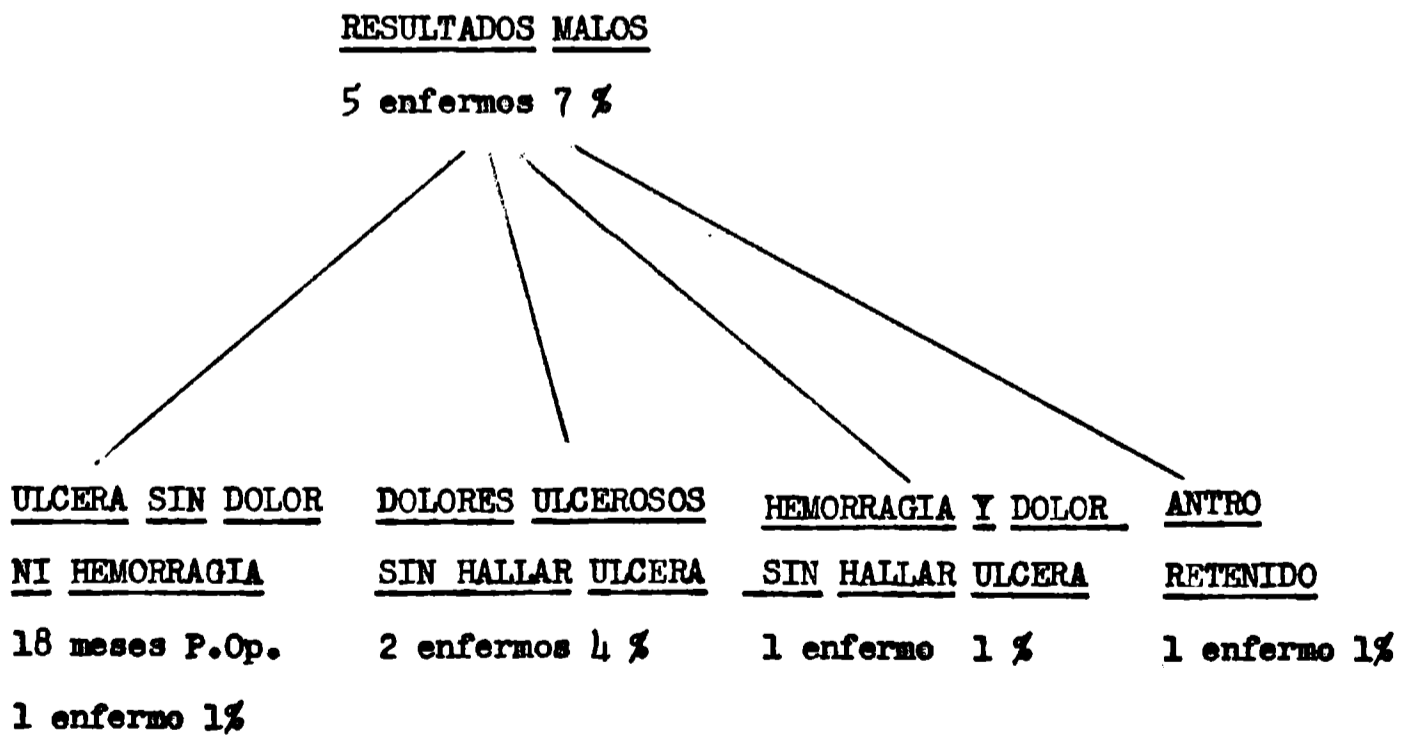 RESULTADOS MALOS
5 enfermos 7 %
ULCERA SIN DOLOR
NI HEMORRAGIA
18 meses P.Op.
1 enfermo 1%
DOLORES ULCEROSOS
SIN HALLAR ULCERA
2 enfermos 4 %
HEMORRAGIA Y DOLOR
SIN HALLAR ULCERA
1 enfermo 1 %
ANTRO
RETENIDO
1 enfermo 1%